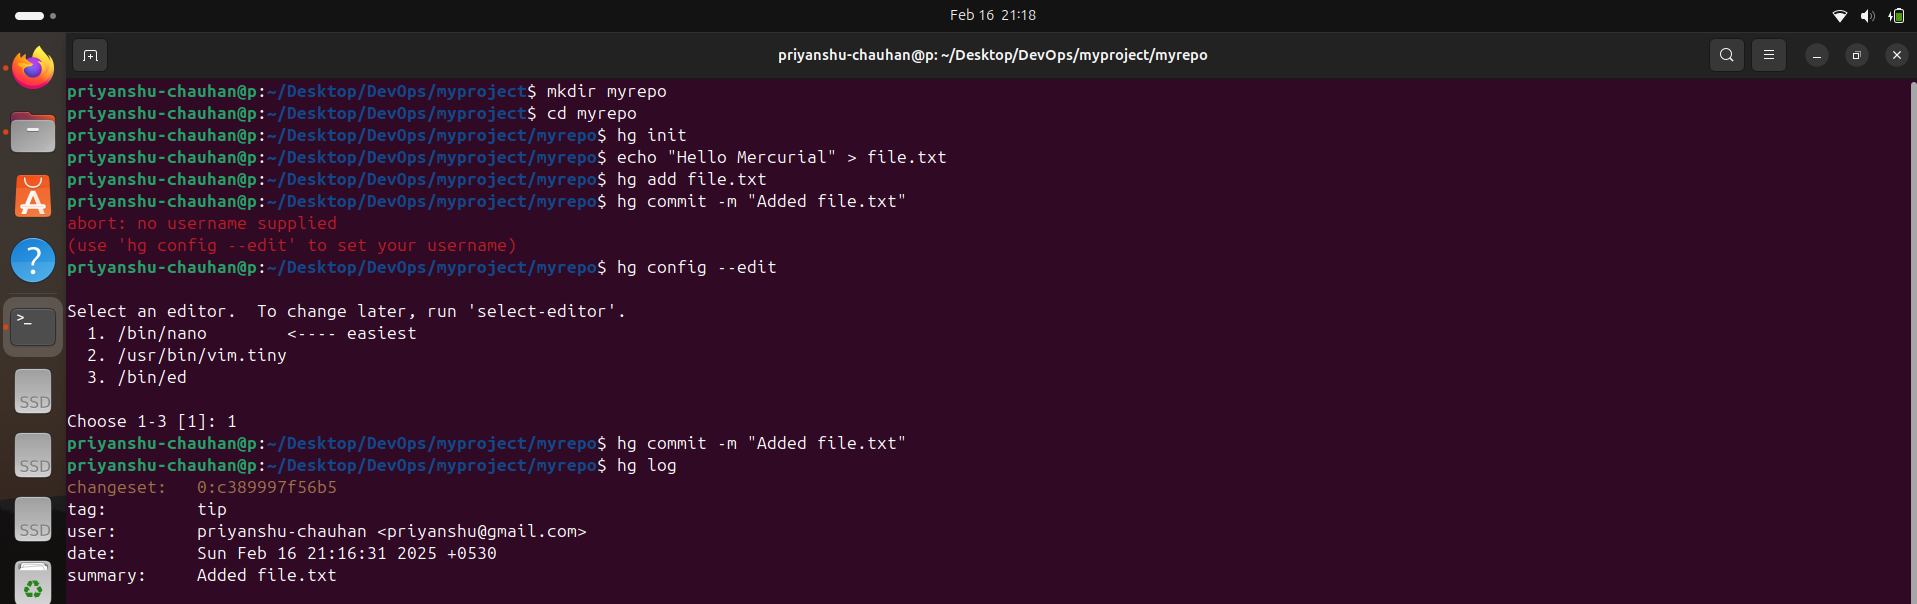 Feb 16 21:18
priyanshu-chauhan@p: ~/Desktop/DevOps/myproject/myrepo
priyanshu-chauhan@p:~/Desktop/DevOps/myproject$ mkdir myrepo
priyanshu-chauhan@p:~/Desktop/DevOps/myproject$ cd myrepo
priyanshu-chauhan@p:~/Desktop/DevOps/myproject/myrepo$ hg init
priyanshu-chauhan@p:~/Desktop/DevOps/myproject/myrepo$ echo "Hello Mercurial" > file.txt
priyanshu-chauhan@p:~/Desktop/DevOps/myproject/myrepo$ hg add file.txt
priyanshu-chauhan@p:~/Desktop/DevOps/myproject/myrepo$ hg commit -m "Added file.txt"
abort: no username supplied
(use 'hg config --edit' to set your username)
priyanshu-chauhan@p:~/Desktop/DevOps/myproject/myrepo$ hg config --edit
Select an editor.  To change later, run 'select-editor'.
  1. /bin/nano        <---- easiest
  2. /usr/bin/vim.tiny
  3. /bin/ed
Choose 1-3 [1]: 1
priyanshu-chauhan@p:~/Desktop/DevOps/myproject/myrepo$ hg commit -m "Added file.txt"
priyanshu-chauhan@p:~/Desktop/DevOps/myproject/myrepo$ hg log
changeset:   0:c389997f56b5
tag:         tip
user:        priyanshu-chauhan <priyanshu@gmail.com>
date:        Sun Feb 16 21:16:31 2025 +0530
summary:     Added file.txt
SSD
SSD
SSD